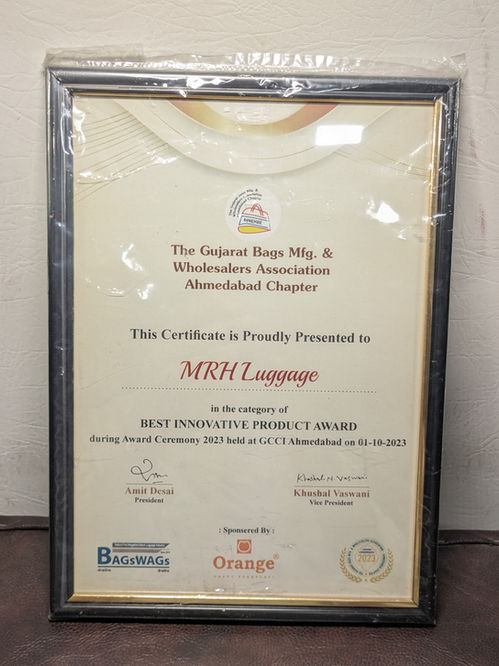 The Gujarat Bags Mfg. &
Wholesalers Association
Ahmedabad Chapter
This Certificate is Proudly Presented to
MRH Luggage
in the category of
BEST INNOVATIVE PRODUCT AWARD
during Award Ceremony 2023 held at GCCI Ahmedabad on 01-10-2023
Khushal.N.Vaswani
Amit Desai
President
Khushal Vaswani
Vice President
: Sponsored By :
BAGSWAGS
Orange®
2023